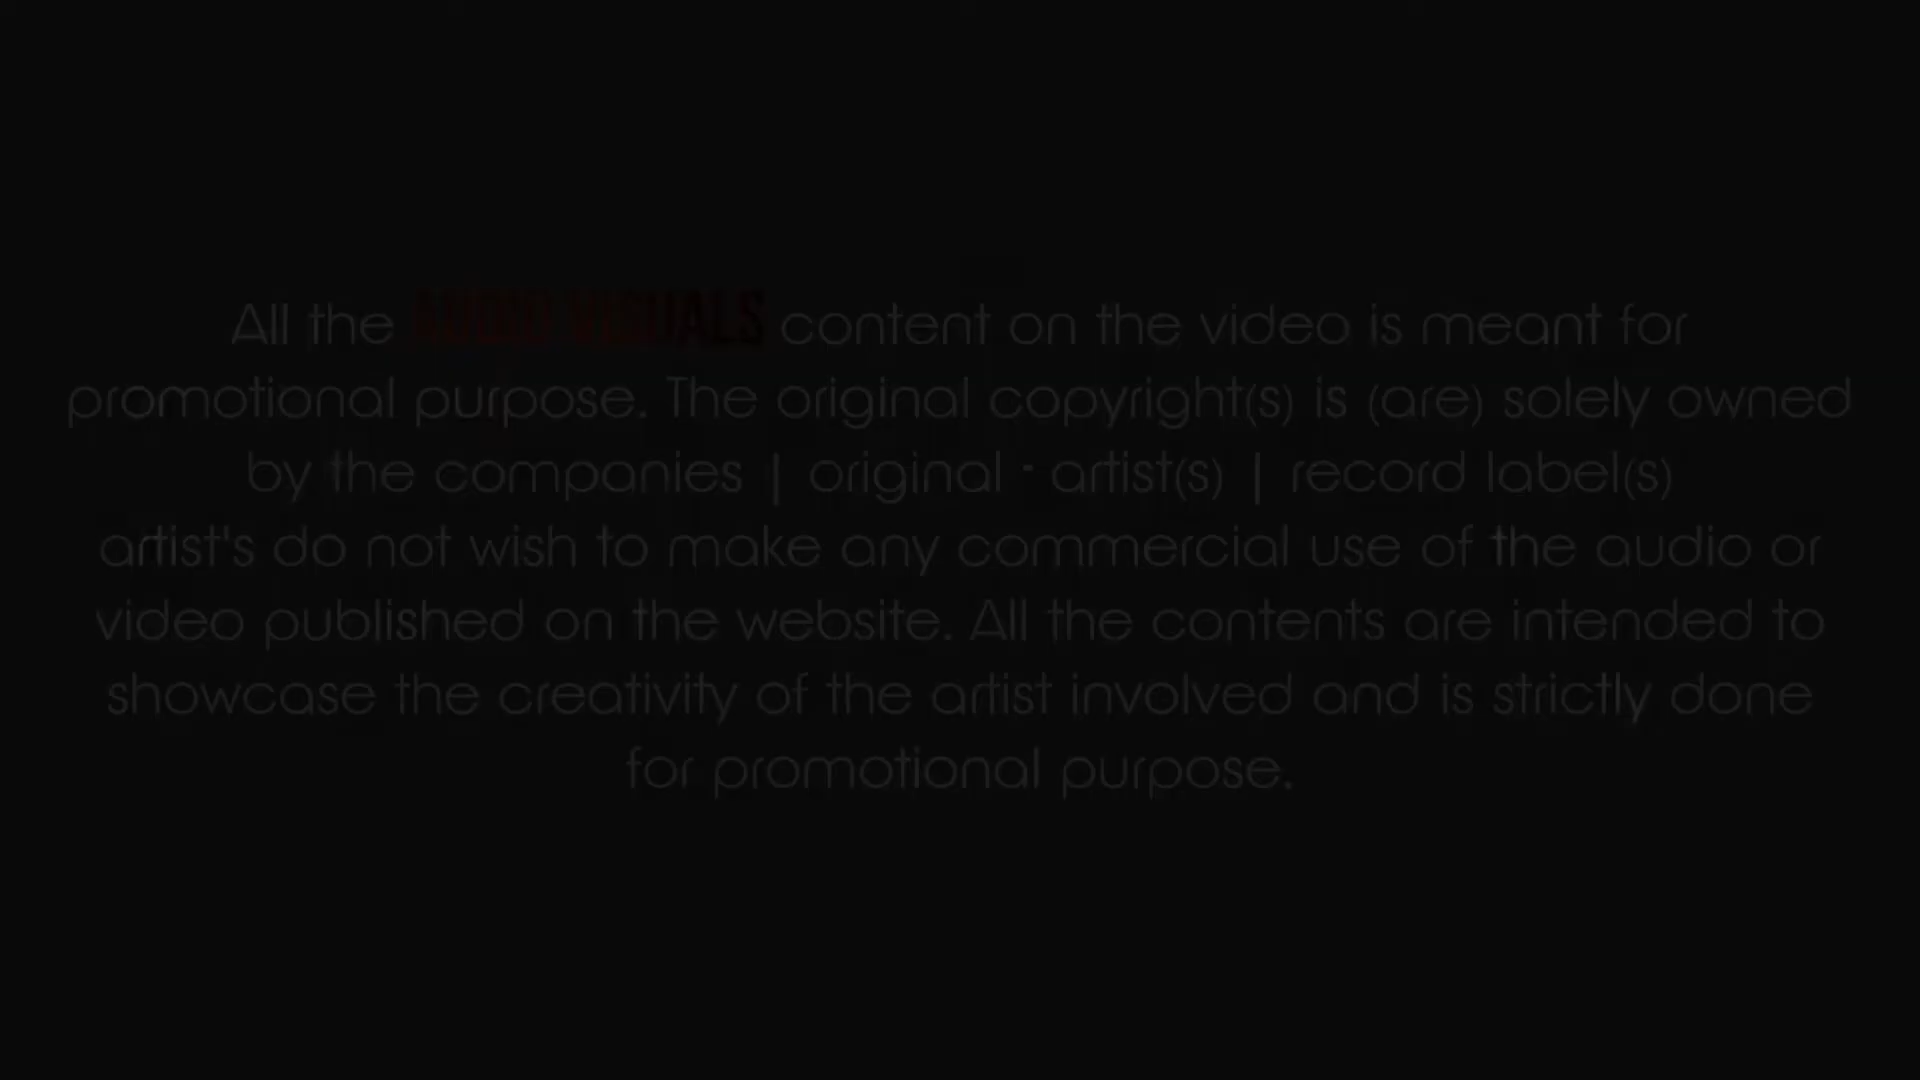 All the AUDIO VISUALS content on the video is meant for
promotional purpose. The original copyright(s) is (are) solely owned
by the companies | original - artist(s) | record label(s)
artist's do not wish to make any commercial use of the audio or
video published on the website. All the contents are intended to
showcase the creativity of the artist involved and is strictly done
for promotional purpose.